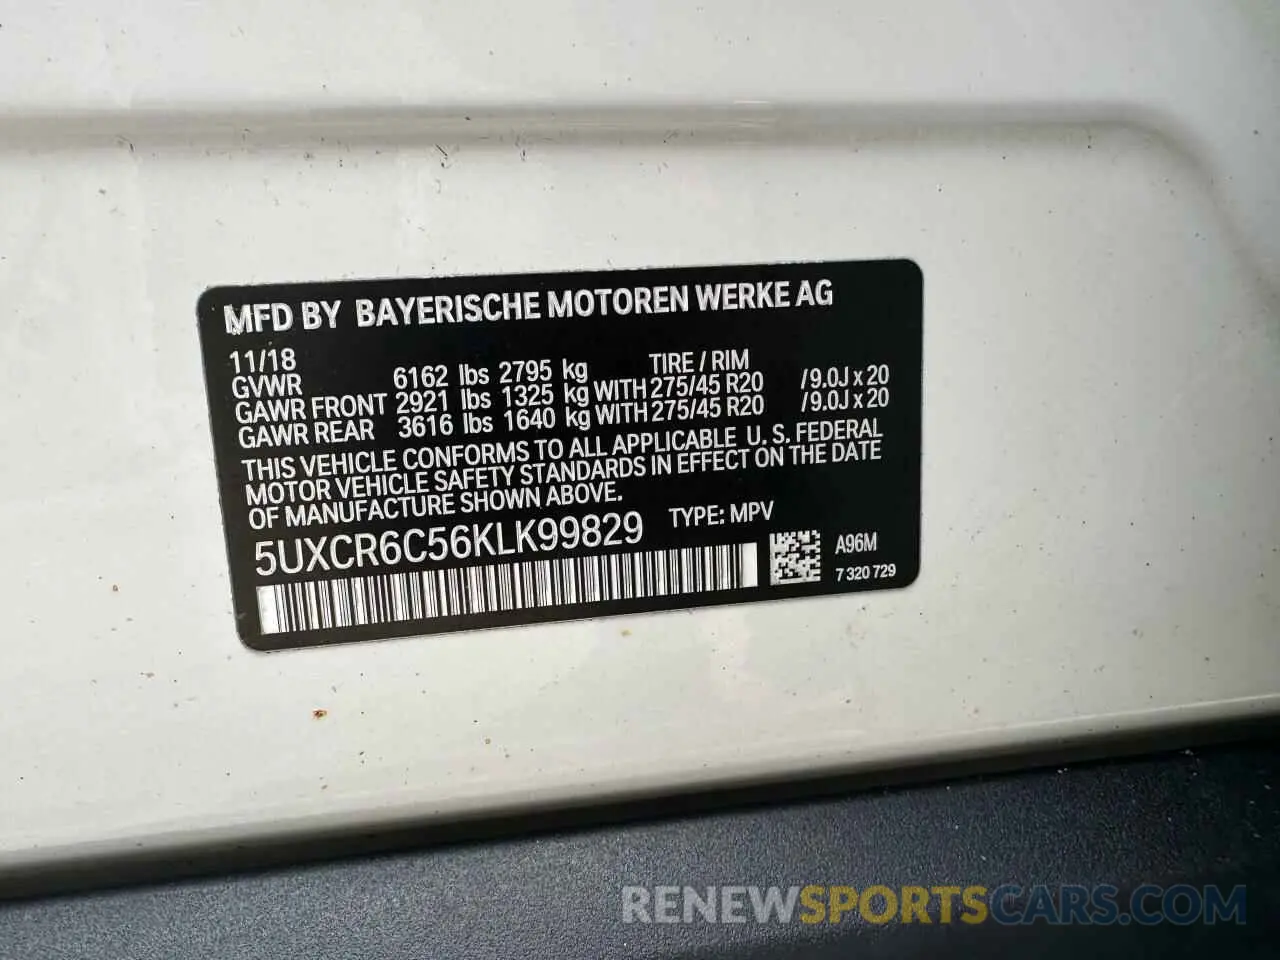 MFD BY BAYERISCHE MOTOREN WERKE AG
11/18 TIRE / RIM
GVWR 6162 lbs 2795 kg
GAWR FRONT 2921 lbs 1325 kg WITH 275/45 R20 /9.0J x 20
GAWR REAR 3616 lbs 1640 kg WITH 275/45 R20 /9.0J x 20
THIS VEHICLE CONFORMS TO ALL APPLICABLE U. S. FEDERAL
MOTOR VEHICLE SAFETY STANDARDS IN EFFECT ON THE DATE
OF MANUFACTURE SHOWN ABOVE.
5UXCR6C56KLK99829 TYPE: MPV
A96M
7 320 729
RENEWSPORTSCARS.COM